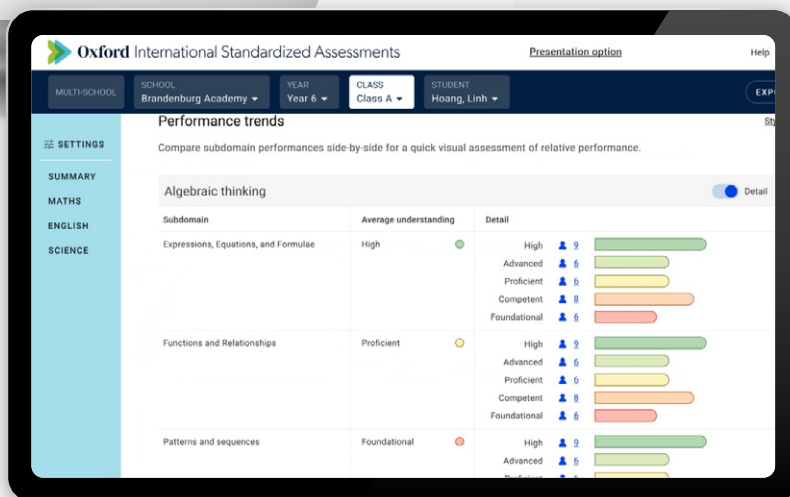 Oxford International Standardized Assessments
Presentation option
Help
MULTI-SCHOOL
SCHOOL
Brandenburg Academy
YEAR
Year 6
CLASS
Class A
STUDENT
Hoang, Linh
SETTINGS
SUMMARY
MATHS
ENGLISH
SCIENCE
Performance trends
Compare subdomain performances side-by-side for a quick visual assessment of relative performance.
Algebraic thinking
Detail
Subdomain Average understanding Detail
Expressions, Equations, and Formulae High
High 9
Advanced 6
Proficient 6
Competent 8
Foundational 6
Functions and Relationships Proficient
High 9
Advanced 6
Proficient 6
Competent 8
Foundational 6
Patterns and sequences Foundational
High 9
Advanced 6